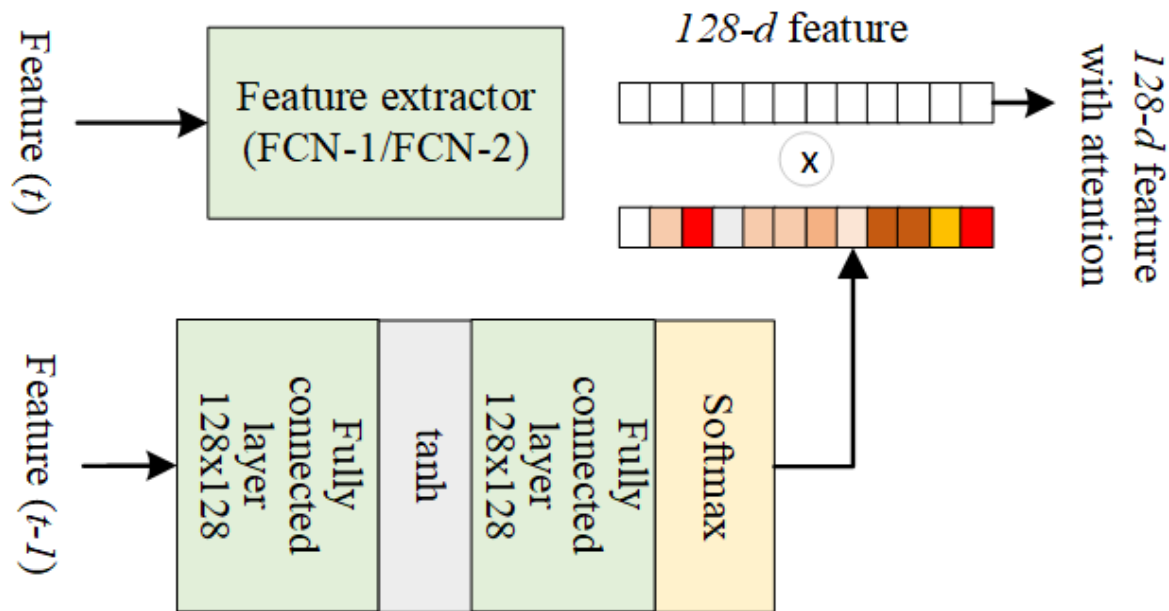 Feature (t)
Feature extractor
(FCN-1/FCN-2)
128-d feature
x
128-d feature
with attention
Feature (t-1)
Fully
connected
layer
128x128
tanh
Fully
connected
layer
128x128
Softmax